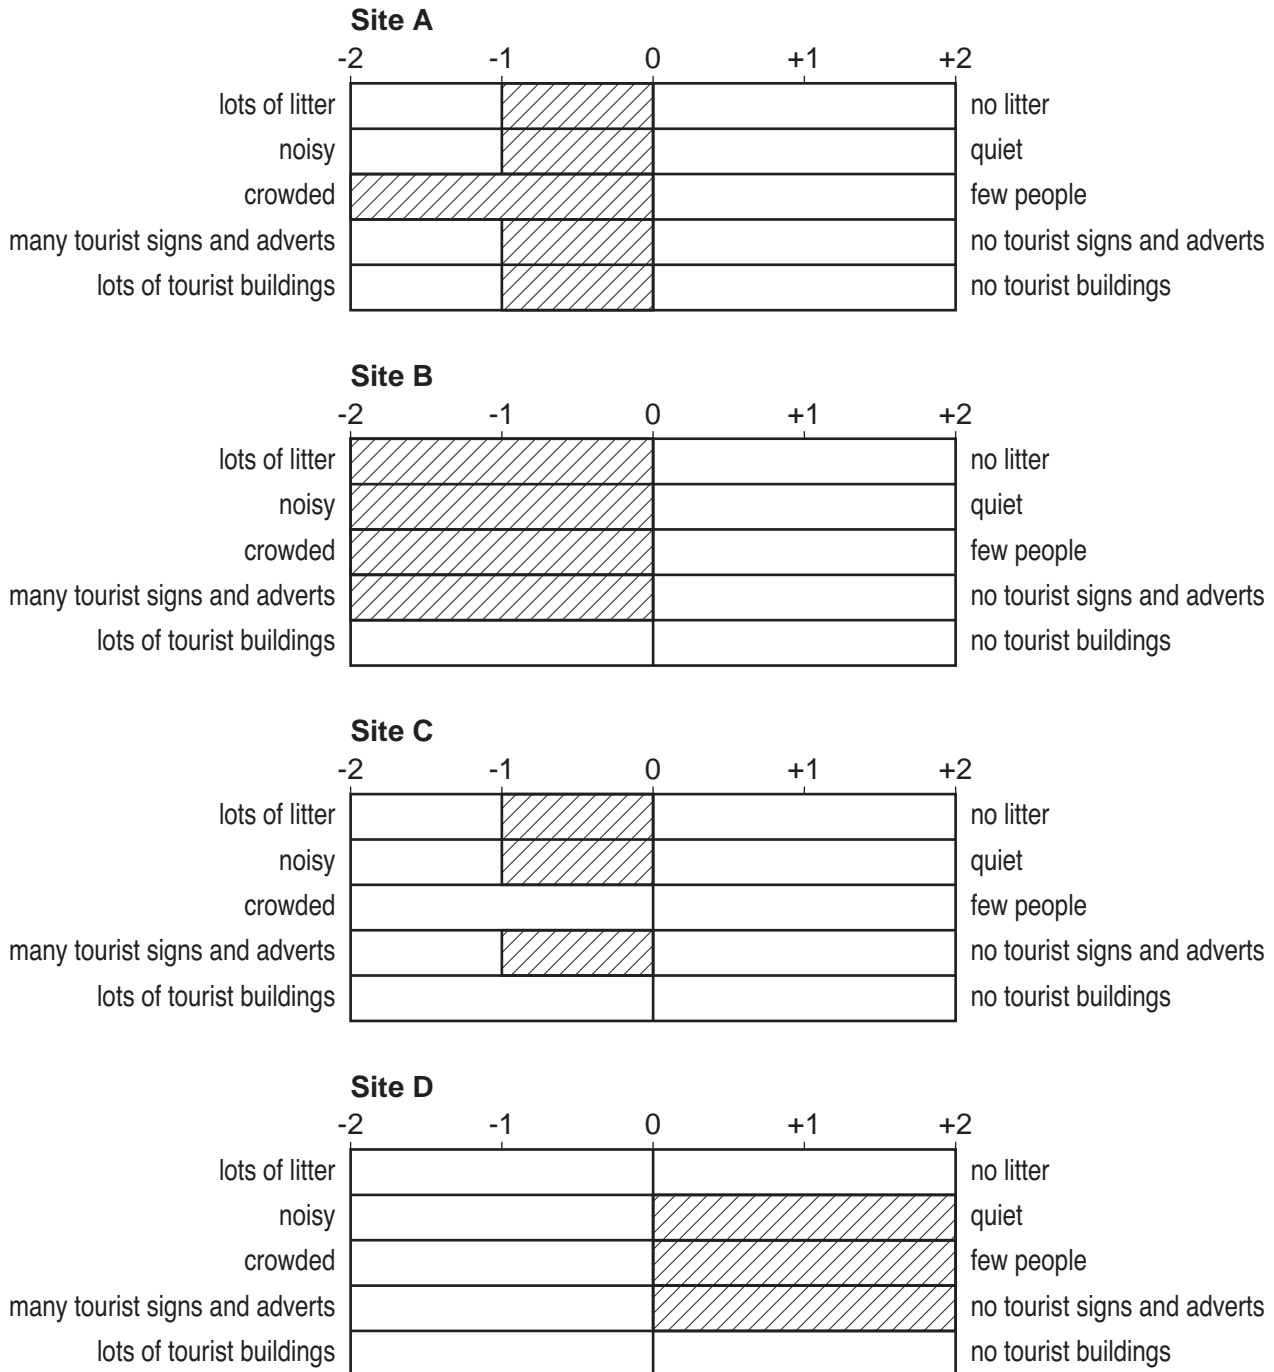 Site A
-2 -1 0 +1 +2
lots of litter no litter
noisy quiet
crowded few people
many tourist signs and adverts no tourist signs and adverts
lots of tourist buildings no tourist buildings
Site B
-2 -1 0 +1 +2
lots of litter no litter
noisy quiet
crowded few people
many tourist signs and adverts no tourist signs and adverts
lots of tourist buildings no tourist buildings
Site C
-2 -1 0 +1 +2
lots of litter no litter
noisy quiet
crowded few people
many tourist signs and adverts no tourist signs and adverts
lots of tourist buildings no tourist buildings
Site D
-2 -1 0 +1 +2
lots of litter no litter
noisy quiet
crowded few people
many tourist signs and adverts no tourist signs and adverts
lots of tourist buildings no tourist buildings